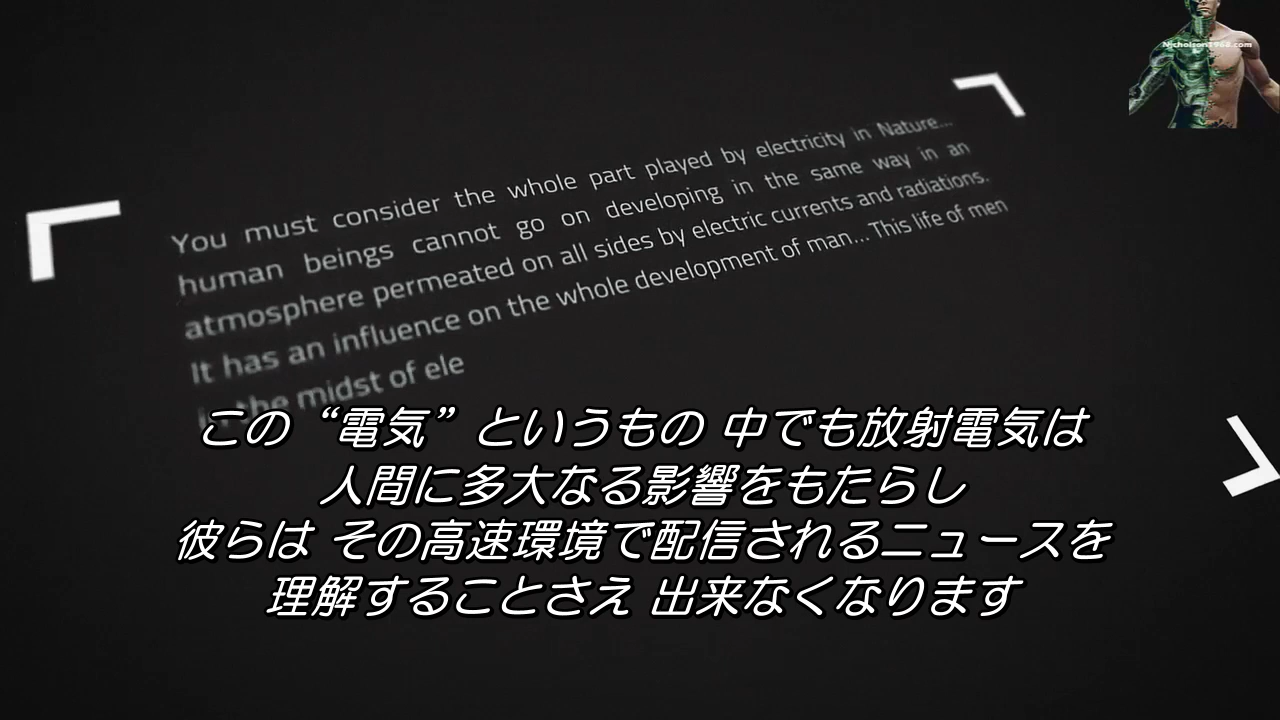 Nicholson1968.com
You must consider the whole part played by electricity in Nature...
human beings cannot go on developing in the same way in an
atmosphere permeated on all sides by electric currents and radiations.
It has an influence on the whole development of man... This life of men
in the midst of ele
この“電気”というもの 中でも放射電気は
人間に多大なる影響をもたらし
彼らは その高速環境で配信されるニュースを
理解することさえ 出来なくなります